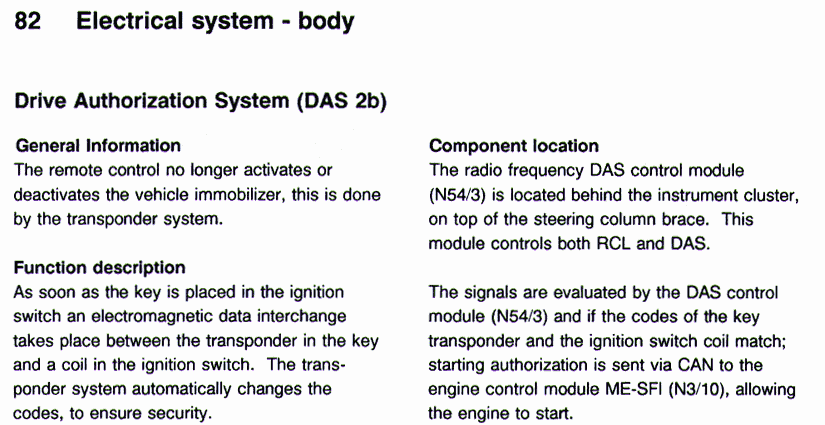 82 Electrical system - body
Drive Authorization System (DAS 2b)
General Information
The remote control no longer activates or
deactivates the vehicle immobilizer, this is done
by the transponder system.
Function description
As soon as the key is placed in the ignition
switch an electromagnetic data interchange
takes place between the transponder in the key
and a coil in the ignition switch. The trans-
ponder system automatically changes the
codes, to ensure security.
Component location
The radio frequency DAS control module
(N54/3) is located behind the instrument cluster,
on top of the steering column brace. This
module controls both RCL and DAS.
The signals are evaluated by the DAS control
module (N54/3) and if the codes of the key
transponder and the ignition switch coil match;
starting authorization is sent via CAN to the
engine control module ME-SFI (N3/10), allowing
the engine to start.